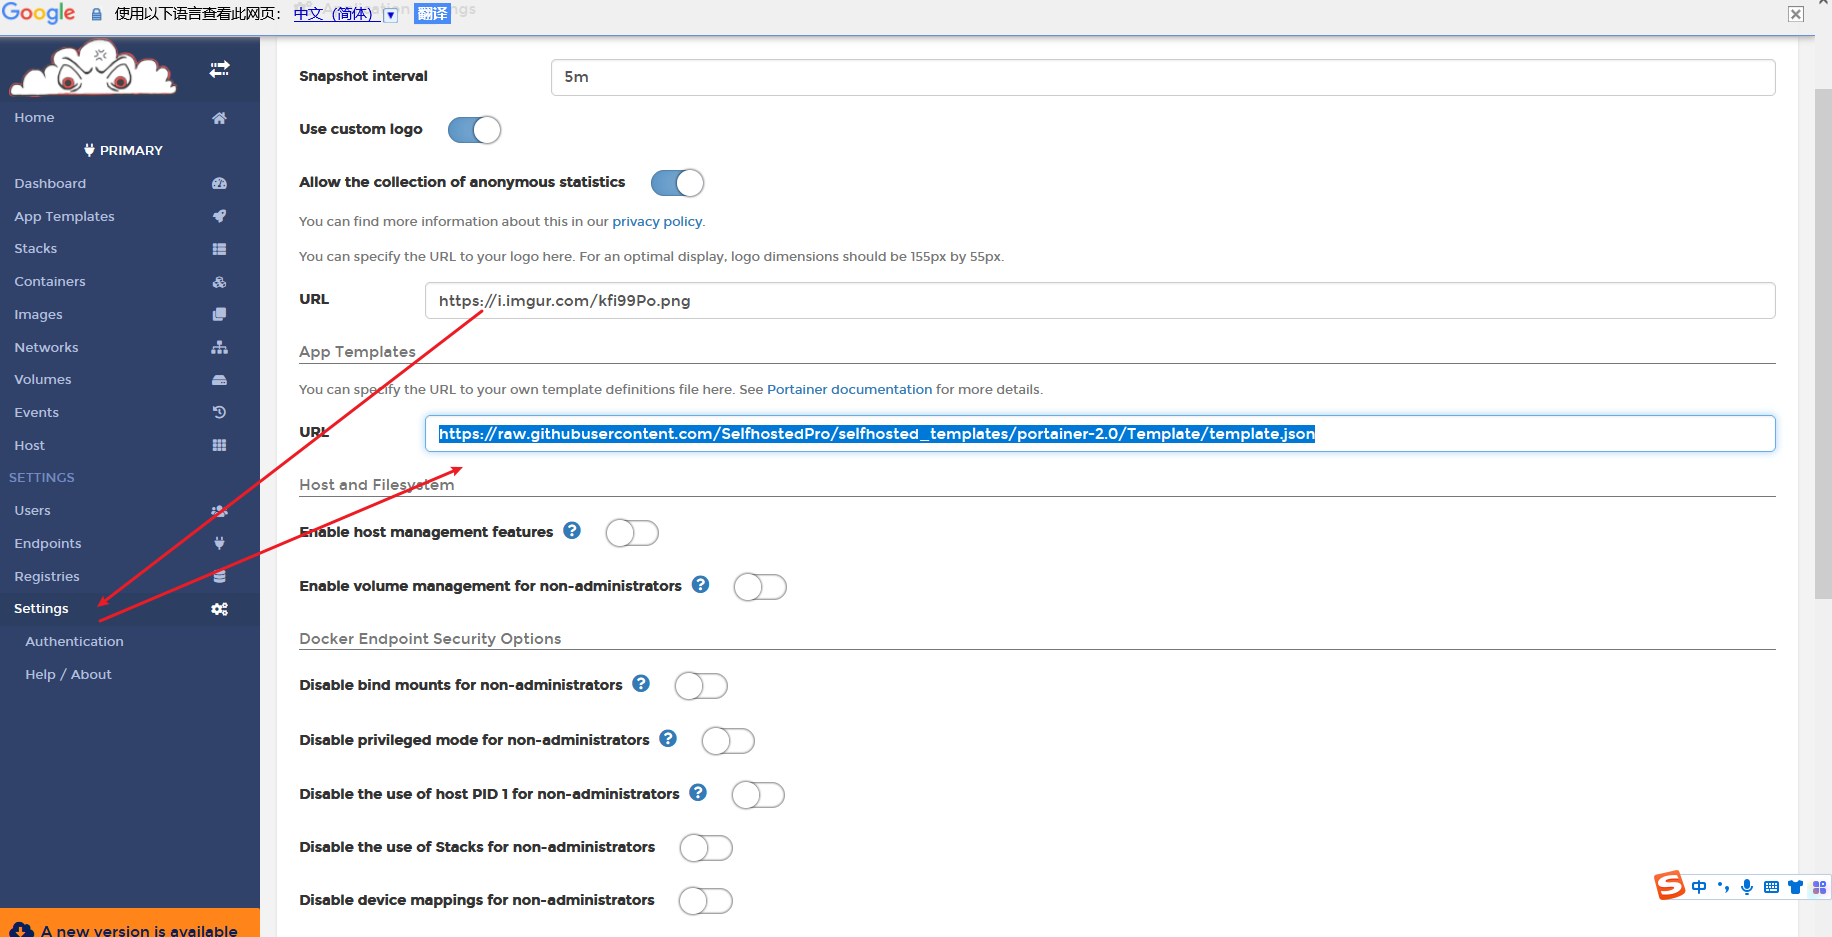 Google 使用以下语言查看此网页： 中文（简体） 翻译
Home
PRIMARY
Dashboard
App Templates
Stacks
Containers
Images
Networks
Volumes
Events
Host
SETTINGS
Users
Endpoints
Registries
Settings
Authentication
Help / About
A new version is available
Snapshot interval 5m
Use custom logo
Allow the collection of anonymous statistics
You can find more information about this in our privacy policy.
You can specify the URL to your logo here. For an optimal display, logo dimensions should be 155px by 55px.
URL https://i.imgur.com/kfi99Po.png
App Templates
You can specify the URL to your own template definitions file here. See Portainer documentation for more details.
URL https://raw.githubusercontent.com/SelfhostedPro/selfhosted_templates/portainer-2.0/Template/template.json
Host and Filesystem
Enable host management features
Enable volume management for non-administrators
Docker Endpoint Security Options
Disable bind mounts for non-administrators
Disable privileged mode for non-administrators
Disable the use of host PID 1 for non-administrators
Disable the use of Stacks for non-administrators
Disable device mappings for non-administrators
S 中